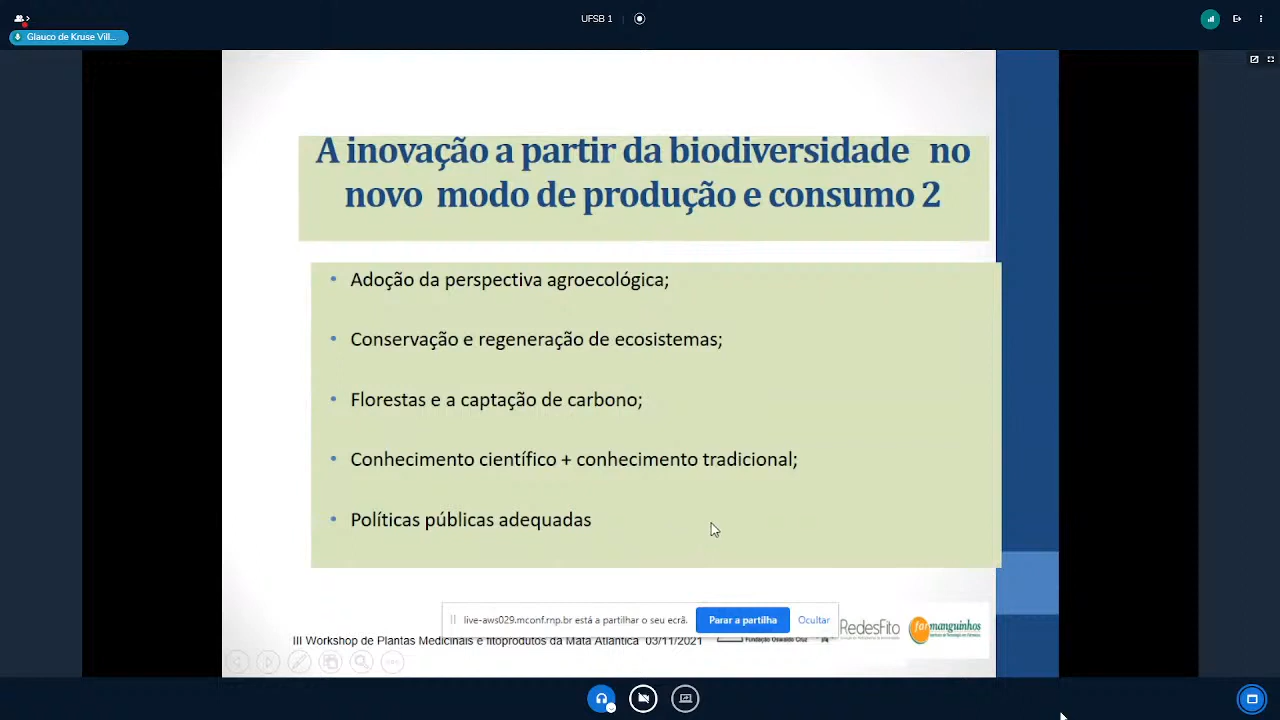 UFSB 1
Glauco de Kruse Vill...
A inovação a partir da biodiversidade no
novo modo de produção e consumo 2
• Adoção da perspectiva agroecológica;
• Conservação e regeneração de ecosistemas;
• Florestas e a captação de carbono;
• Conhecimento científico + conhecimento tradicional;
• Políticas públicas adequadas
live-aws029.mconf.rnp.br está a partilhar o seu ecrã.
Parar a partilha
Ocultar
III Workshop de Plantas Medicinais e fitoprodutos da Mata Atlântica 03/11/2021
Fundação Oswaldo Cruz
RedesFito
farmanguinhos